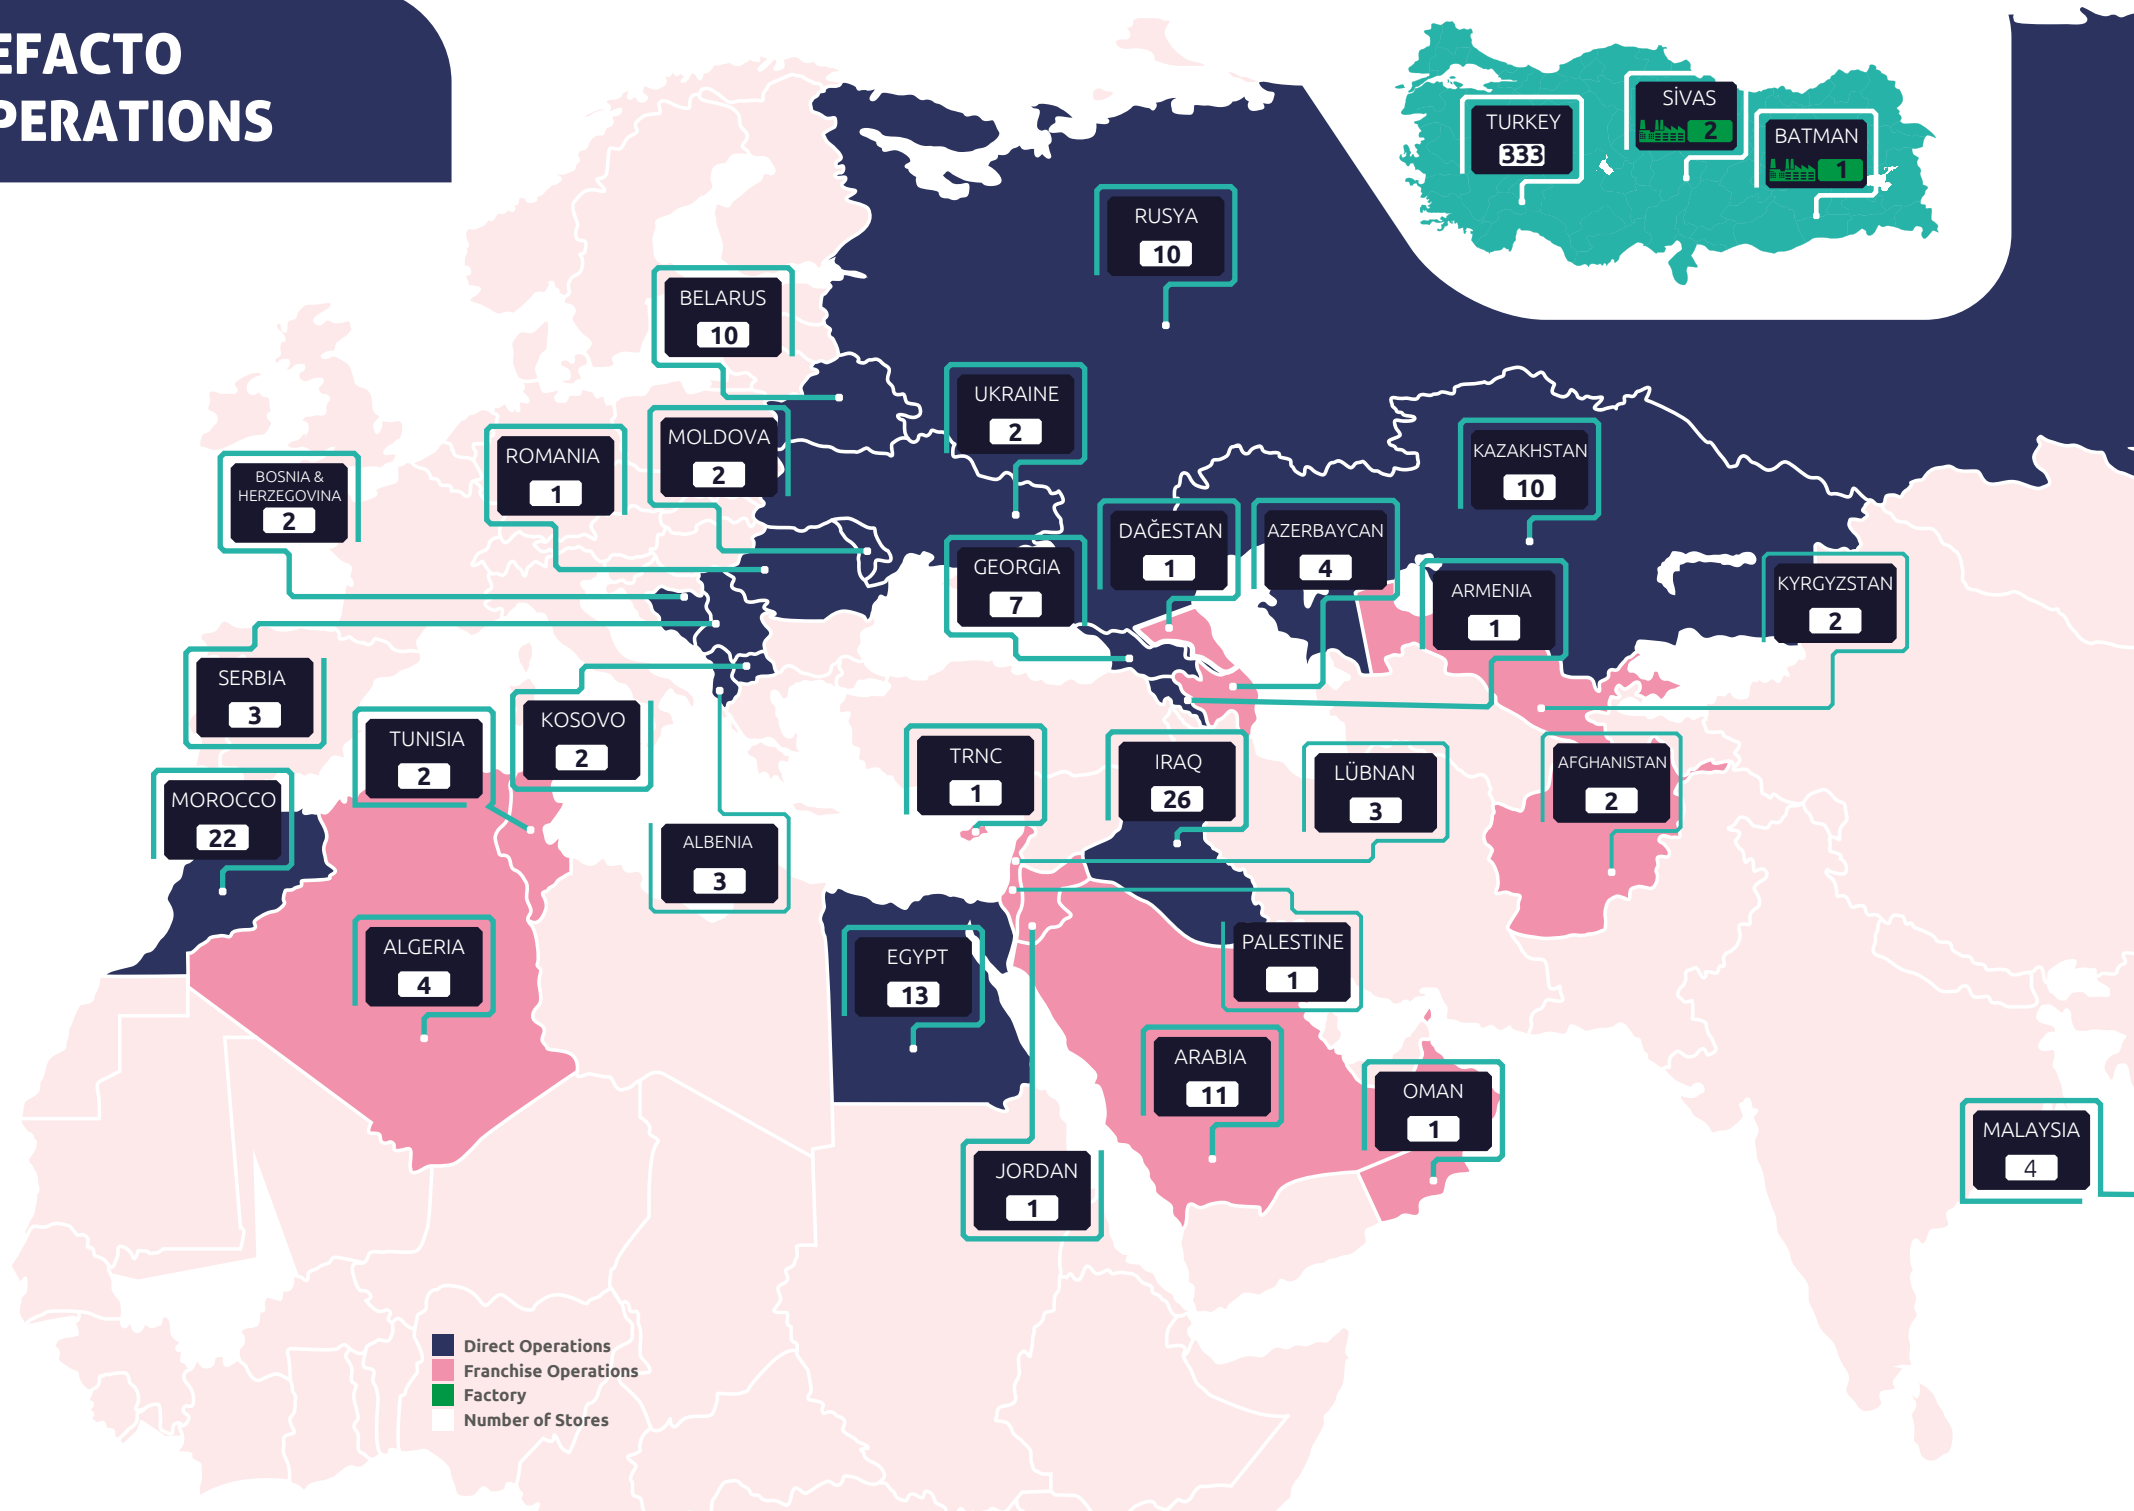 EFACTO
PERATIONS
TURKEY
333
SİVAS
2
BATMAN
1
RUSYA
10
BELARUS
10
UKRAINE
2
MOLDOVA
2
ROMANIA
1
BOSNIA &
HERZEGOVINA
2
KAZAKHSTAN
10
DAĞESTAN
1
AZERBAYCAN
4
GEORGIA
7
ARMENIA
1
KYRGYZSTAN
2
SERBIA
3
TUNISIA
2
KOSOVO
2
MOROCCO
22
TRNC
1
IRAQ
26
LÜBNAN
3
AFGHANISTAN
2
ALBENIA
3
ALGERIA
4
EGYPT
13
PALESTINE
1
ARABIA
11
OMAN
1
JORDAN
1
MALAYSIA
4
Direct Operations
Franchise Operations
Factory
Number of Stores